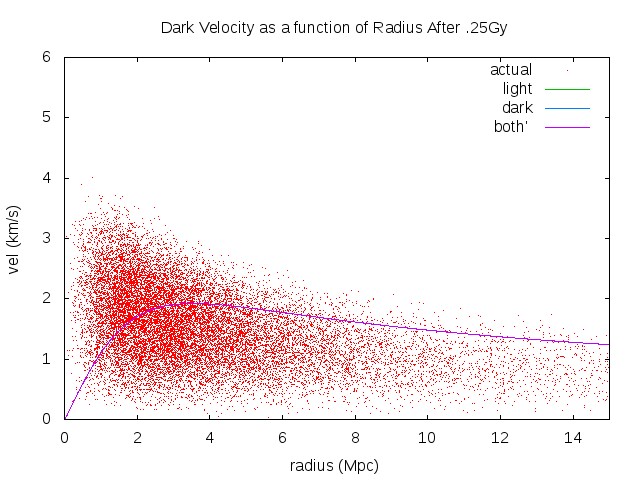 Dark Velocity as a function of Radius After .25Gy
actual
light
dark
both'
6
5
4
3
2
1
0
vel (km/s)
0 2 4 6 8 10 12 14
radius (Mpc)